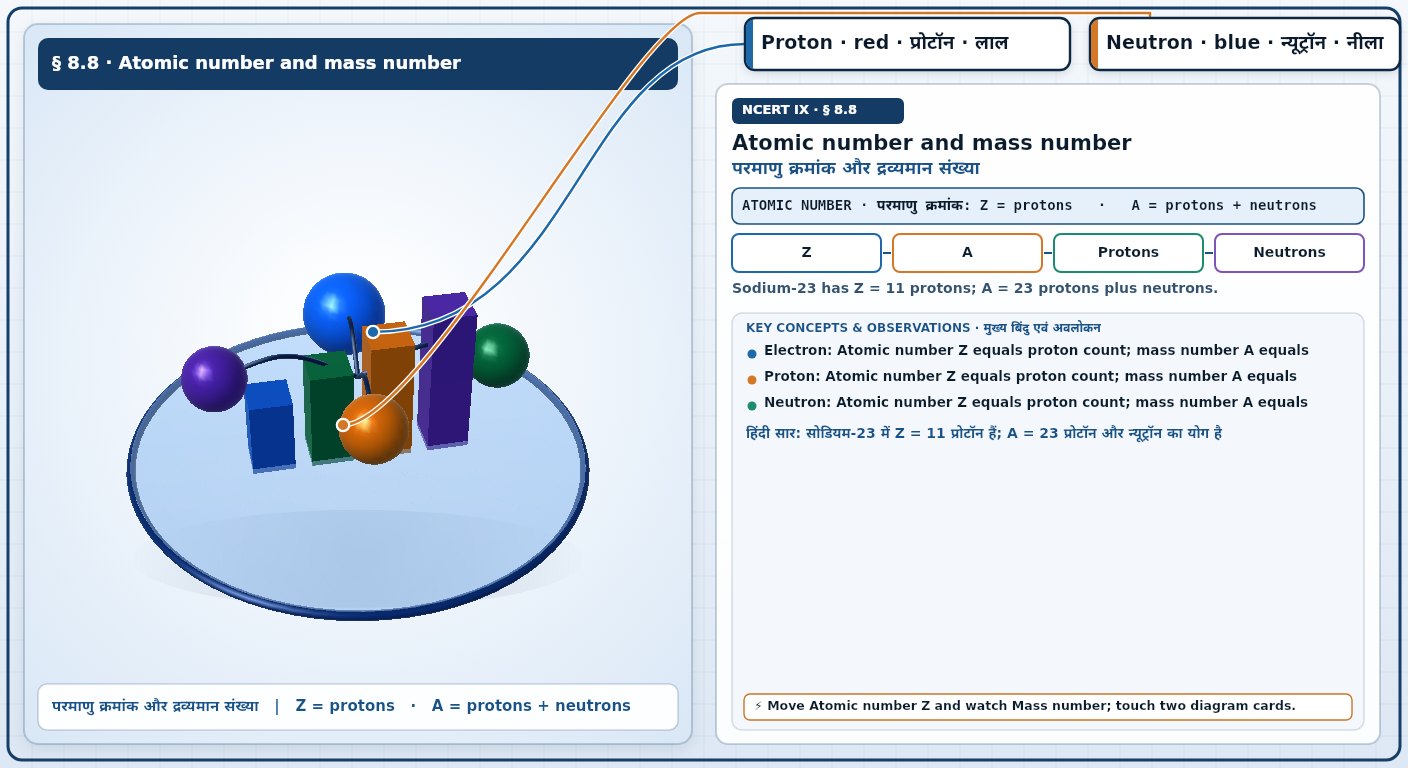 § 8.8 · Atomic number and mass number
Proton · red · प्रोटॉन · लाल
Neutron · blue · न्यूट्रॉन · नीला
NCERT IX · § 8.8
Atomic number and mass number
परमाणु क्रमांक और द्रव्यमान संख्या
ATOMIC NUMBER · परमाणु क्रमांक: Z = protons · A = protons + neutrons
Z
A
Protons
Neutrons
Sodium-23 has Z = 11 protons; A = 23 protons plus neutrons.
KEY CONCEPTS & OBSERVATIONS · मुख्य बिंदु एवं अवलोकन
Electron: Atomic number Z equals proton count; mass number A equals
Proton: Atomic number Z equals proton count; mass number A equals
Neutron: Atomic number Z equals proton count; mass number A equals
हिंदी सार: सोडियम-23 में Z = 11 प्रोटॉन हैं; A = 23 प्रोटॉन और न्यूट्रॉन का योग है
⚡ Move Atomic number Z and watch Mass number; touch two diagram cards.
परमाणु क्रमांक और द्रव्यमान संख्या | Z = protons · A = protons + neutrons